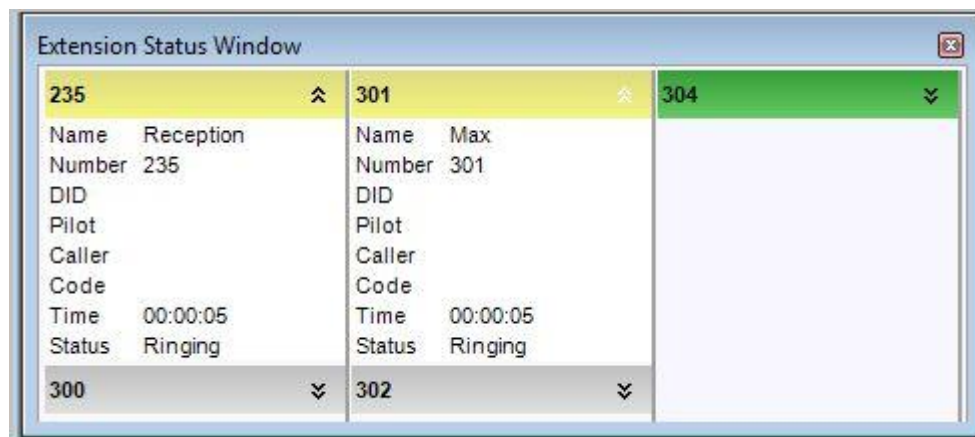 Extension Status Window
235
Name Reception
Number 235
DID
Pilot
Caller
Code
Time 00:00:05
Status Ringing
300
301
Name Max
Number 301
DID
Pilot
Caller
Code
Time 00:00:05
Status Ringing
302
304